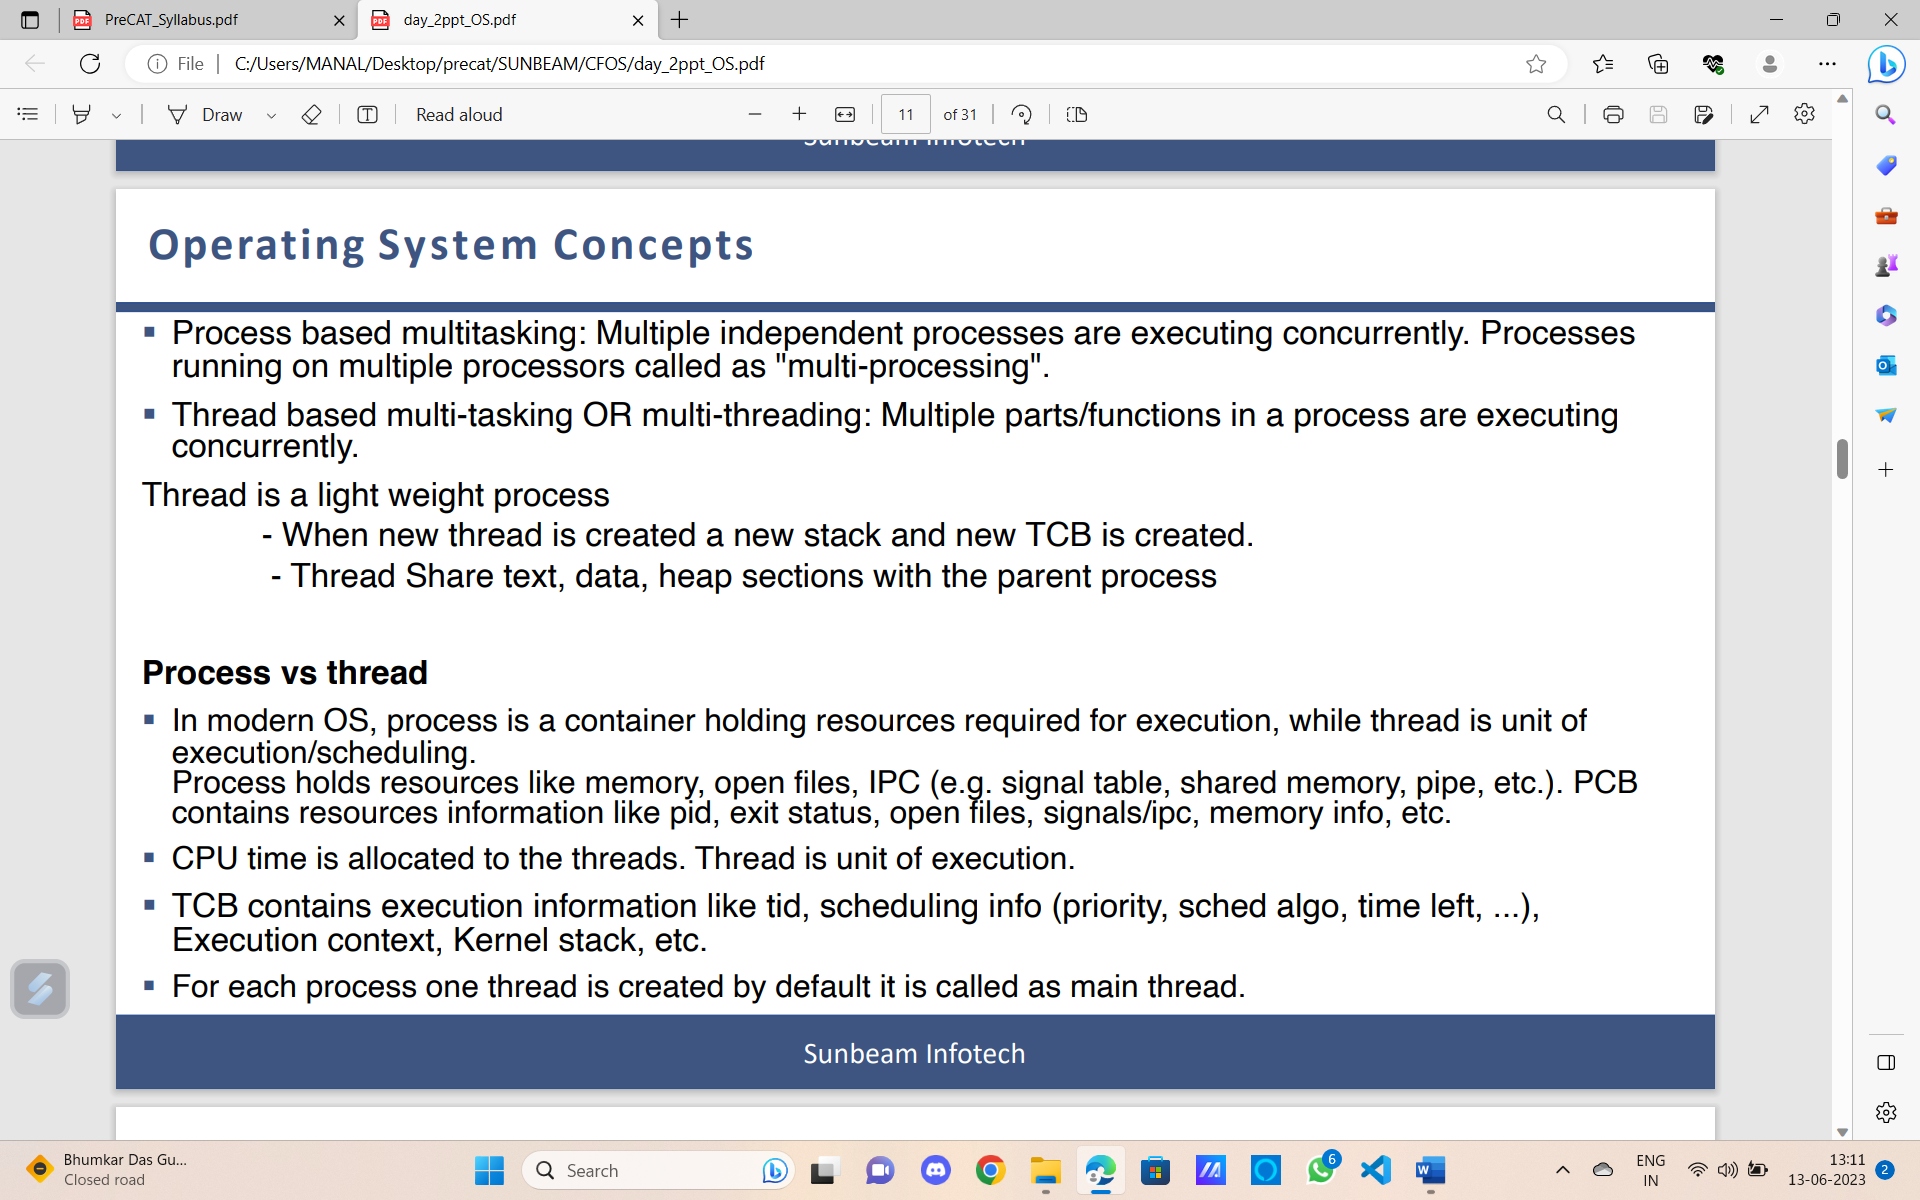 PreCAT_Syllabus.pdf
day_2ppt_OS.pdf
File
C:/Users/MANAL/Desktop/precat/SUNBEAM/CFOS/day_2ppt_OS.pdf
Draw
Read aloud
11
of 31
Sunbeam Infotech
Operating System Concepts
▪ Process based multitasking: Multiple independent processes are executing concurrently. Processes
running on multiple processors called as "multi-processing".
▪ Thread based multi-tasking OR multi-threading: Multiple parts/functions in a process are executing
concurrently.
Thread is a light weight process
- When new thread is created a new stack and new TCB is created.
- Thread Share text, data, heap sections with the parent process
Process vs thread
▪ In modern OS, process is a container holding resources required for execution, while thread is unit of
execution/scheduling.
Process holds resources like memory, open files, IPC (e.g. signal table, shared memory, pipe, etc.). PCB
contains resources information like pid, exit status, open files, signals/ipc, memory info, etc.
▪ CPU time is allocated to the threads. Thread is unit of execution.
▪ TCB contains execution information like tid, scheduling info (priority, sched algo, time left, ...),
Execution context, Kernel stack, etc.
▪ For each process one thread is created by default it is called as main thread.
Sunbeam Infotech
Bhumkar Das Gu...
Closed road
Search
6
ENG
IN
13:11
13-06-2023
2